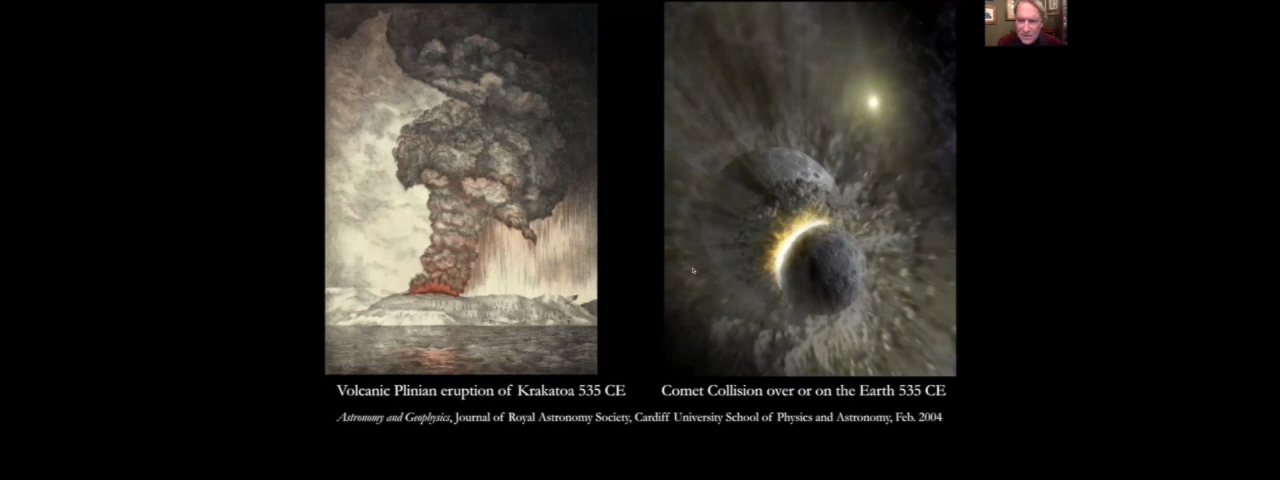 Volcanic Plinian eruption of Krakatoa 535 CE
Comet Collision over or on the Earth 535 CE
Astronomy and Geophysics, Journal of Royal Astronomy Society, Cardiff University School of Physics and Astronomy, Feb. 2004